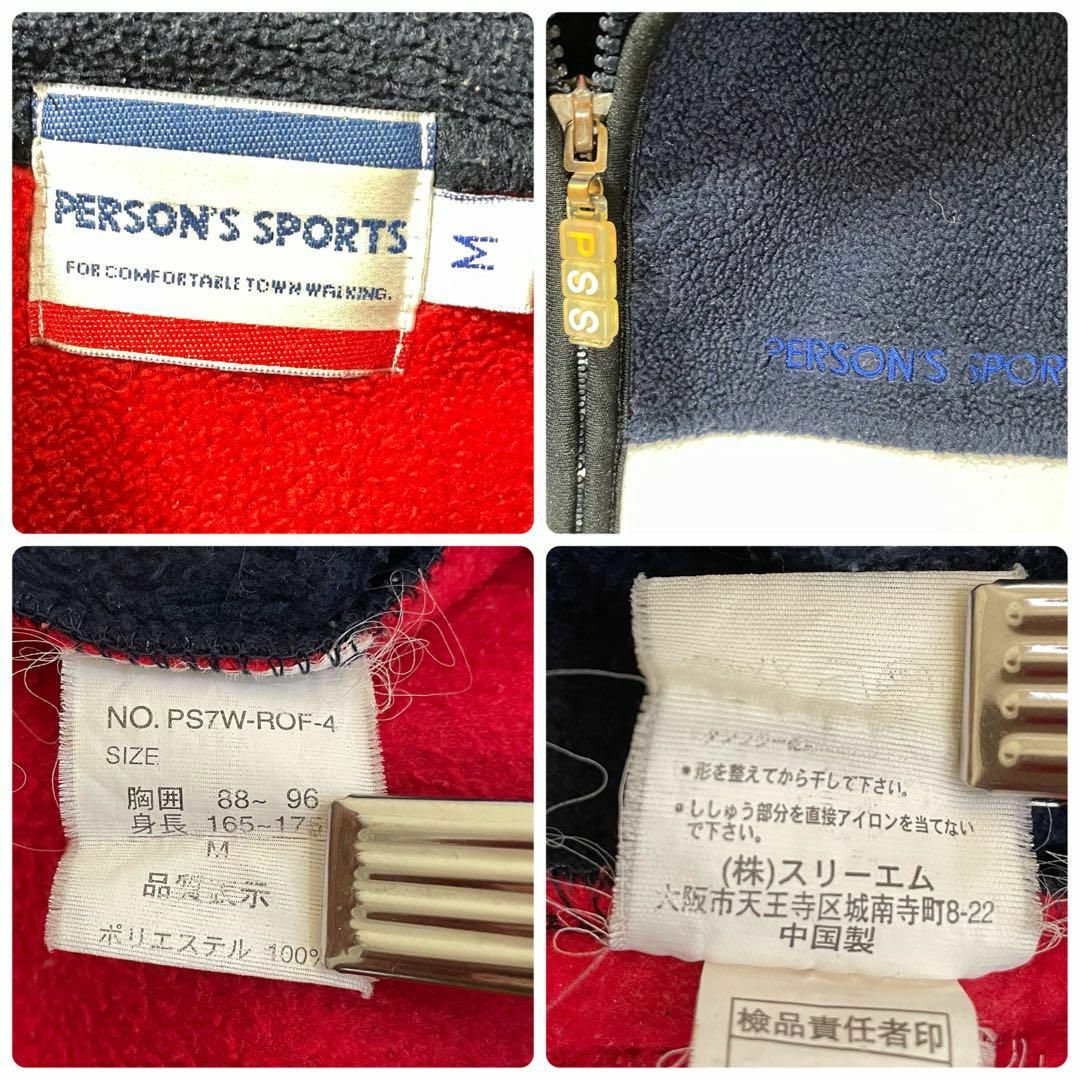 PERSON'S SPORTS
FOR COMFORTABLE TOWN WALKING.
M
PSS
PERSON'S SPOR
NO. PS7W-ROF-4
SIZE
胸囲 88~ 96
身長 165~175
M
品質表示
ポリエステル 100%
•形を整えてから干して下さい。
•ししゅう部分を直接アイロンを当てない
で下さい。
(株)スリーエム
大阪市天王寺区城南寺町8-22
中国製
検品責任者印